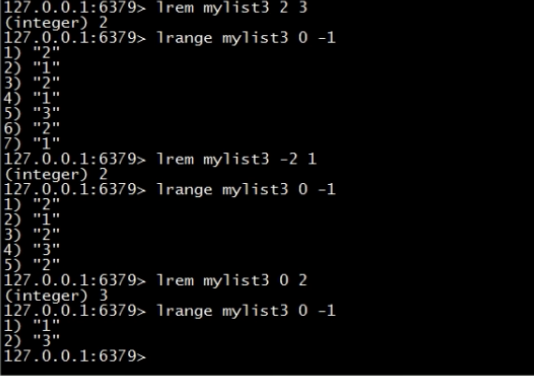 127.0.0.1:6379> lrem mylist3 2 3
(integer) 2
127.0.0.1:6379> lrange mylist3 0 -1
1) "2"
2) "1"
3) "2"
4) "1"
5) "3"
6) "2"
7) "1"
127.0.0.1:6379> lrem mylist3 -2 1
(integer) 2
127.0.0.1:6379> lrange mylist3 0 -1
1) "2"
2) "1"
3) "2"
4) "3"
5) "2"
127.0.0.1:6379> lrem mylist3 0 2
(integer) 3
127.0.0.1:6379> lrange mylist3 0 -1
1) "1"
2) "3"
127.0.0.1:6379>